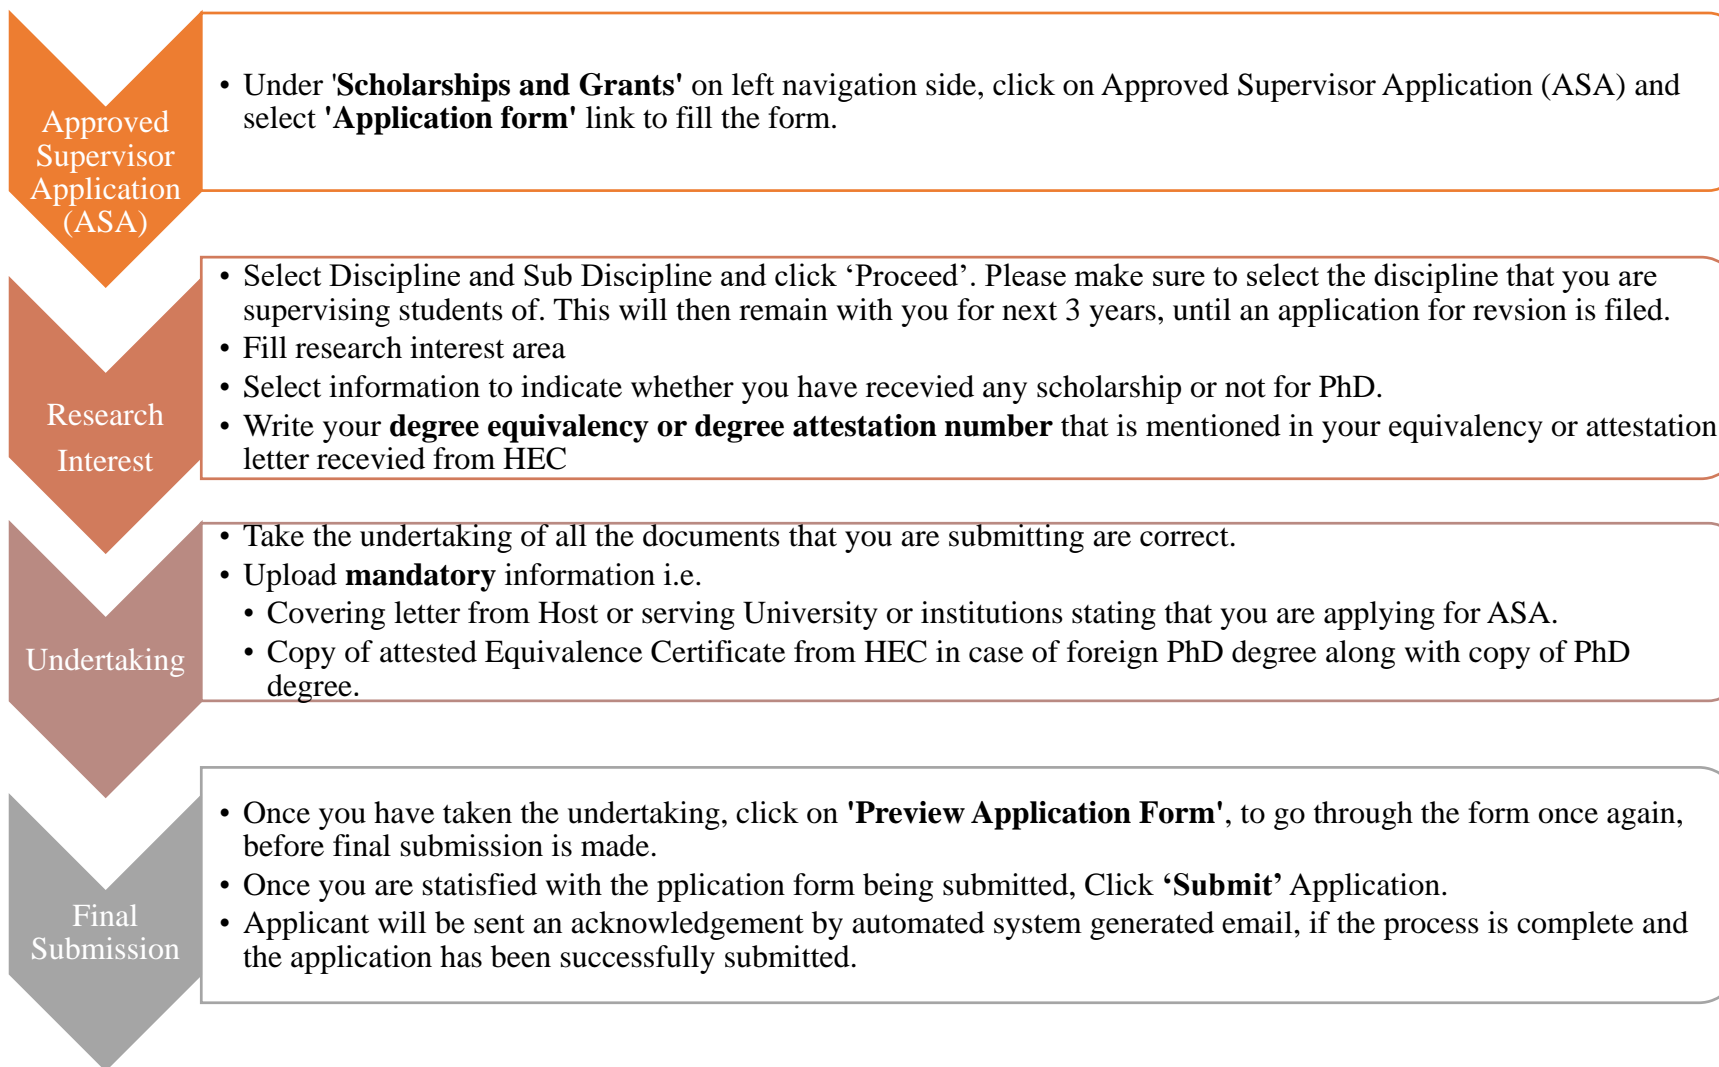 Approved
Supervisor
Application
(ASA)
• Under 'Scholarships and Grants' on left navigation side, click on Approved Supervisor Application (ASA) and
select 'Application form' link to fill the form.
Research
Interest
• Select Discipline and Sub Discipline and click ‘Proceed’. Please make sure to select the discipline that you are
supervising students of. This will then remain with you for next 3 years, until an application for revsion is filed.
• Fill research interest area
• Select information to indicate whether you have recevied any scholarship or not for PhD.
• Write your degree equivalency or degree attestation number that is mentioned in your equivalency or attestation
letter recevied from HEC
Undertaking
• Take the undertaking of all the documents that you are submitting are correct.
• Upload mandatory information i.e.
• Covering letter from Host or serving University or institutions stating that you are applying for ASA.
• Copy of attested Equivalence Certificate from HEC in case of foreign PhD degree along with copy of PhD
degree.
Final
Submission
• Once you have taken the undertaking, click on 'Preview Application Form', to go through the form once again,
before final submission is made.
• Once you are statisfied with the pplication form being submitted, Click ‘Submit’ Application.
• Applicant will be sent an acknowledgement by automated system generated email, if the process is complete and
the application has been successfully submitted.